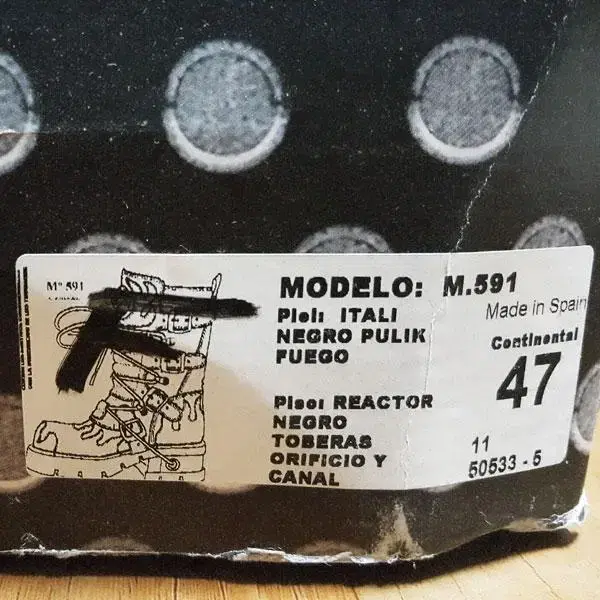 Mº 591
MODELO: M.591
Made in Spain
Piel: ITALI
NEGRO PULIK
FUEGO
Continental
47
Piso: REACTOR
NEGRO
TOBERAS
ORIFICIO Y
CANAL
11
50533 - 5